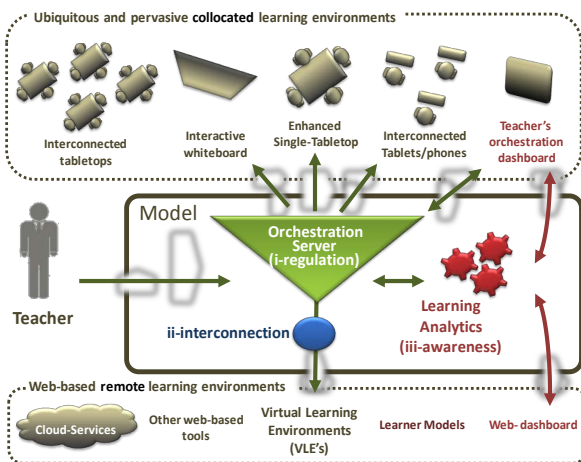 Ubiquitous and pervasive collocated learning environments
Interconnected
tabletops
Interactive
whiteboard
Enhanced
Single-Tabletop
Interconnected
Tablets/phones
Teacher's
orchestration
dashboard
Model
Orchestration
Server
(i-regulation)
Teacher
Learning
Analytics
(iii-awareness)
ii-interconnection
Web-based remote learning environments
Cloud-Services
Other web-based
tools
Virtual Learning
Environments
(VLE's)
Learner Models
Web- dashboard